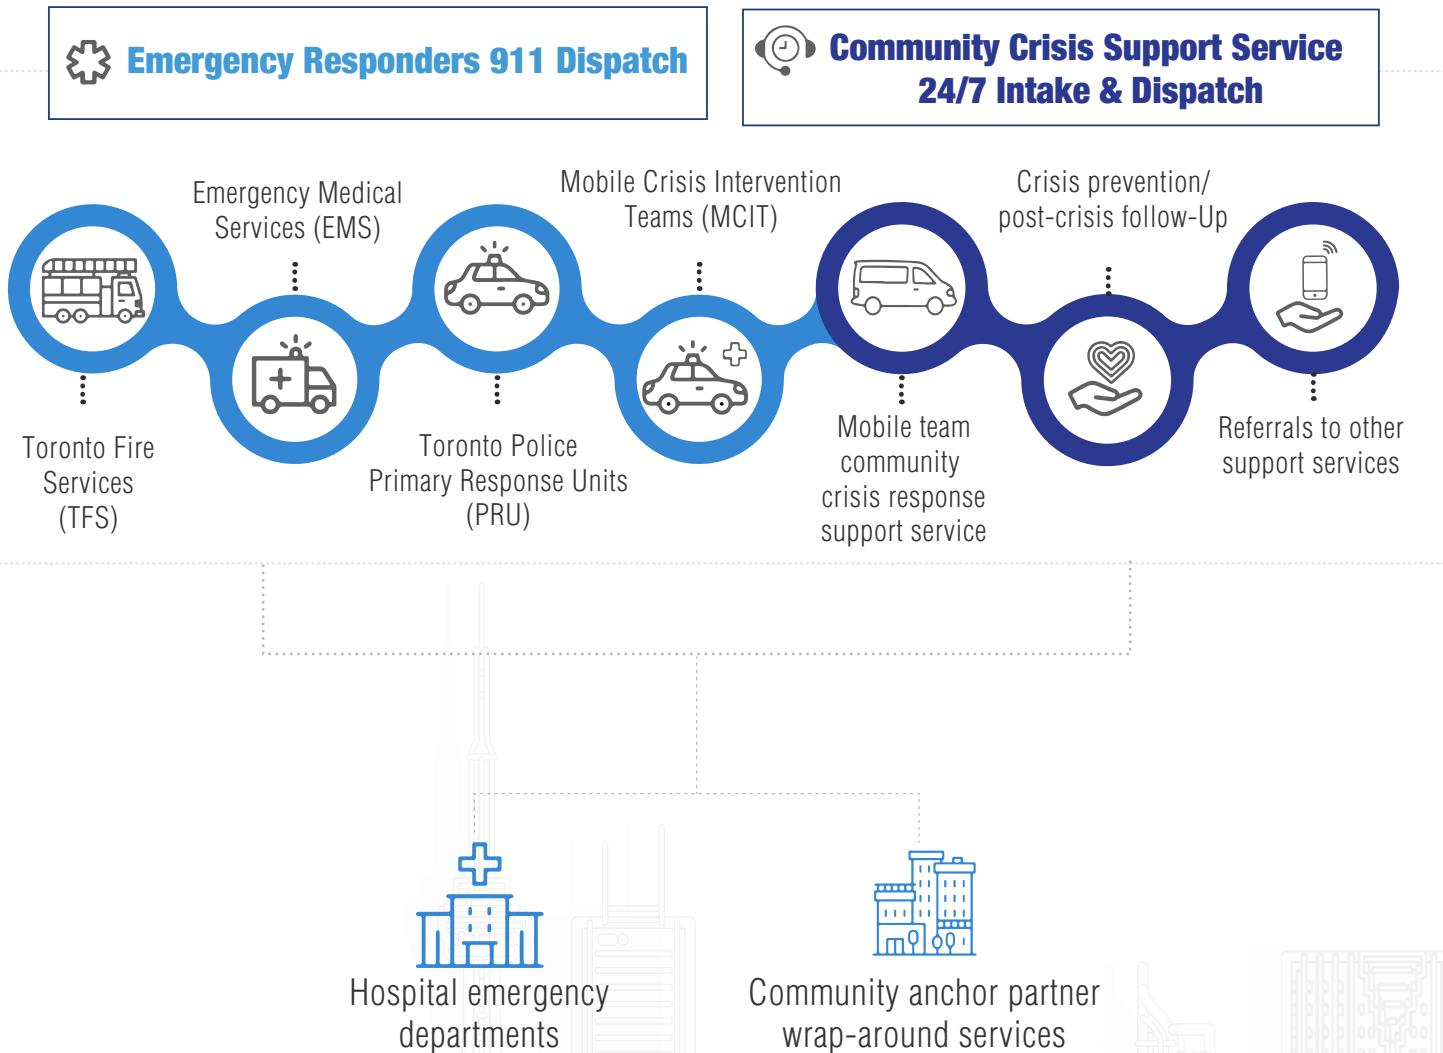 Emergency Responders 911 Dispatch
Community Crisis Support Service
24/7 Intake & Dispatch
Emergency Medical
Services (EMS)
Mobile Crisis Intervention
Teams (MCIT)
Crisis prevention/
post-crisis follow-Up
Toronto Fire
Services
(TFS)
Toronto Police
Primary Response Units
(PRU)
Mobile team
community
crisis response
support service
Referrals to other
support services
Hospital emergency
departments
Community anchor partner
wrap-around services